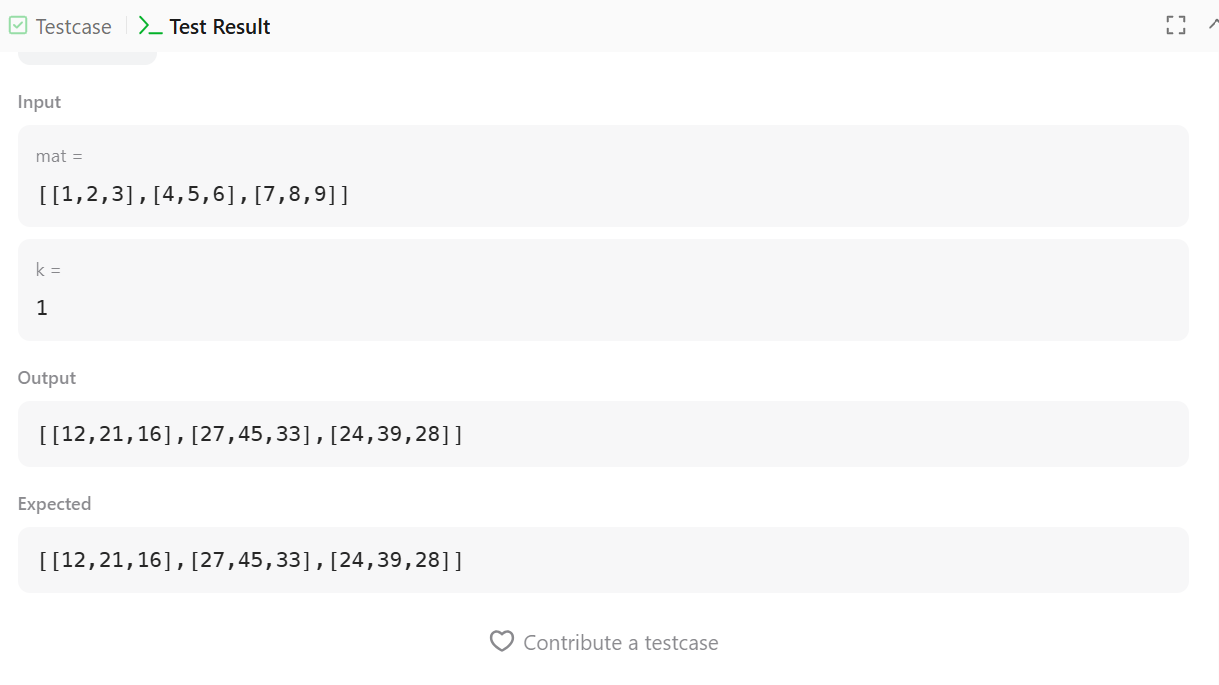 Testcase
Test Result
Input
mat =
[[1,2,3],[4,5,6],[7,8,9]]
k =
1
Output
[[12,21,16],[27,45,33],[24,39,28]]
Expected
[[12,21,16],[27,45,33],[24,39,28]]
Contribute a testcase